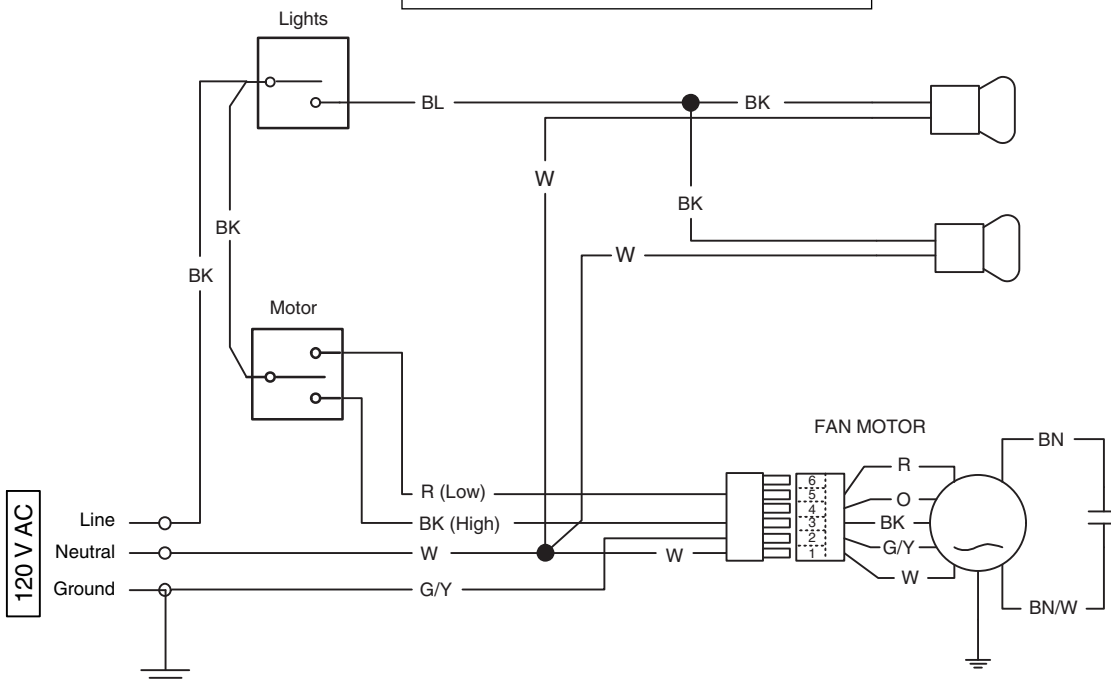 Lights
BL
BK
W
BK
BK
W
BK
Motor
FAN MOTOR
BN
R
6
R (Low)
5
O
4
Line
BK (High)
3
BK
120 V AC
Neutral
W
W
2
G/Y
1
W
Ground
G/Y
BN/W